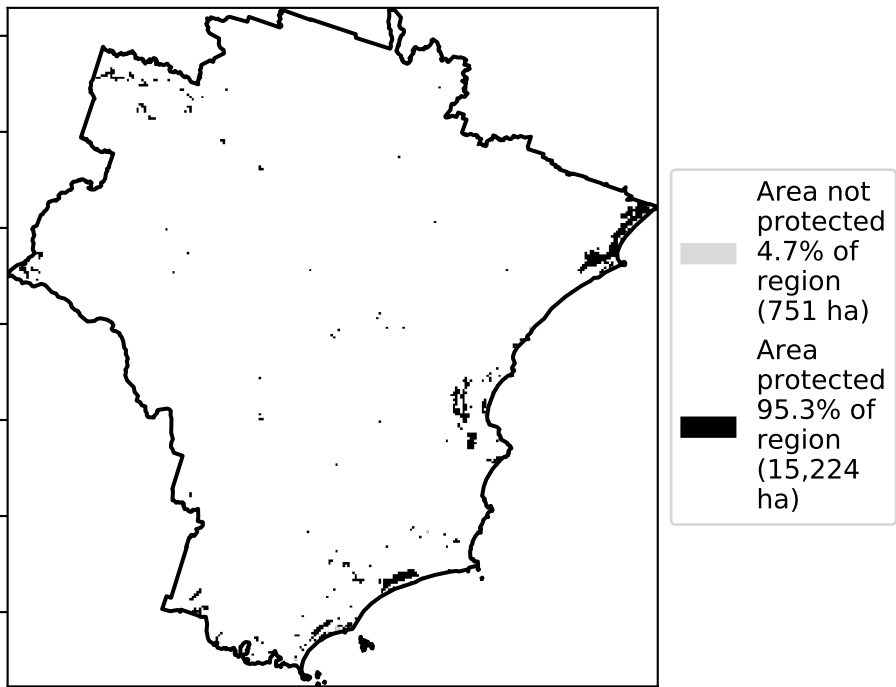 Area not
protected
4.7% of
region
(751 ha)
Area
protected
95.3% of
region
(15,224
ha)